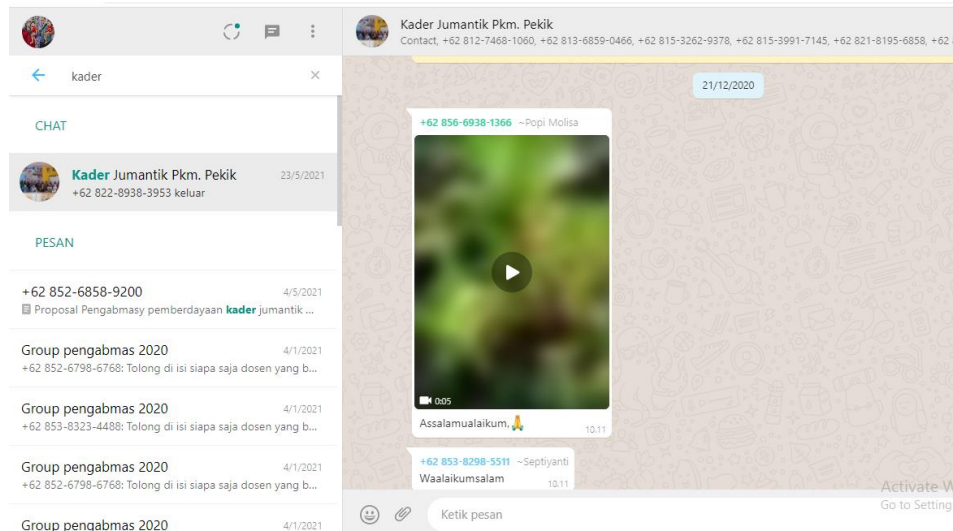 kader
CHAT
Kader Jumantik Pkm. Pekik 23/5/2021
+62 822-8938-3953 keluar
PESAN
+62 852-6858-9200 4/5/2021
Proposal Pengabmasy pemberdayaan kader jumantik ...
Group pengabmas 2020 4/1/2021
+62 852-6798-6768: Tolong di isi siapa saja dosen yang b...
Group pengabmas 2020 4/1/2021
+62 853-8323-4488: Tolong di isi siapa saja dosen yang b...
Group pengabmas 2020 4/1/2021
+62 852-6798-6768: Tolong di isi siapa saja dosen yang b...
Group pengabmas 2020 4/1/2021
Kader Jumantik Pkm. Pekik
Contact, +62 812-7468-1060, +62 813-6859-0466, +62 815-3262-9378, +62 815-3991-7145, +62 821-8195-6858, +62
21/12/2020
+62 856-6938-1366 ~Popi Molisa
0:05
Assalamualaikum,🙏 10.11
+62 853-8298-5511 ~Septiyanti
Waalaikumsalam 10.11
Ketik pesan
Activate W
Go to Setting